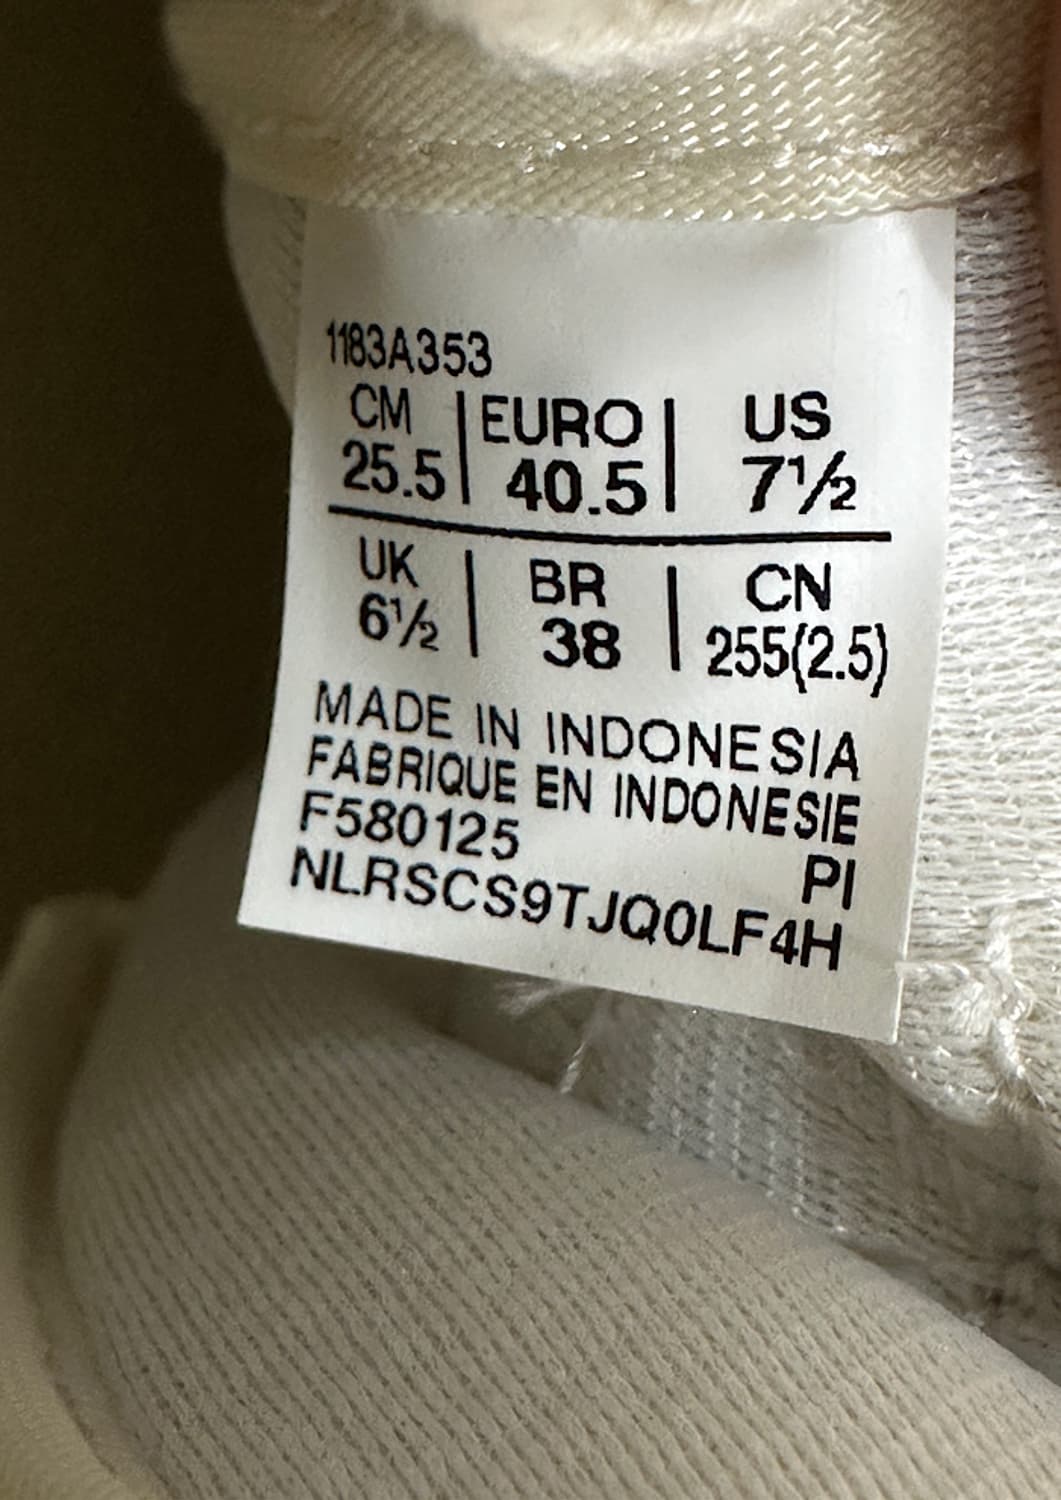 1183A353
CM | EURO | US
25.5 | 40.5 | 7½
UK | BR | CN
6½ | 38 | 255(2.5)
MADE IN INDONESIA
FABRIQUE EN INDONESIE
F580125 PI
NLRSCS9TJQ0LF4H